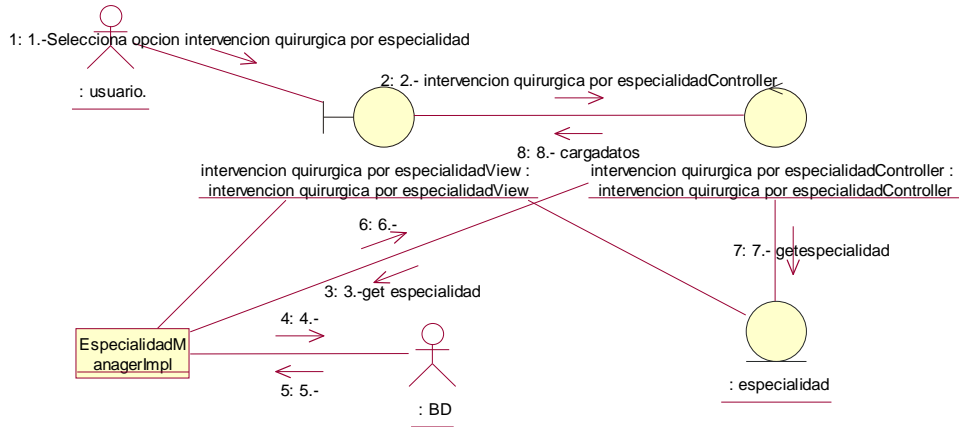 1: 1.-Selecciona opcion intervencion quirurgica por especialidad
: usuario.
2: 2.- intervencion quirurgica por especialidadController
8: 8.- cargadatos
intervencion quirurgica por especialidadView :
intervencion quirurgica por especialidadView
intervencion quirurgica por especialidadController :
intervencion quirurgica por especialidadController
6: 6.-
7: 7.- getespecialidad
3: 3.-get especialidad
4: 4.-
EspecialidadM
anagerImpl
5: 5.-
: BD
: especialidad